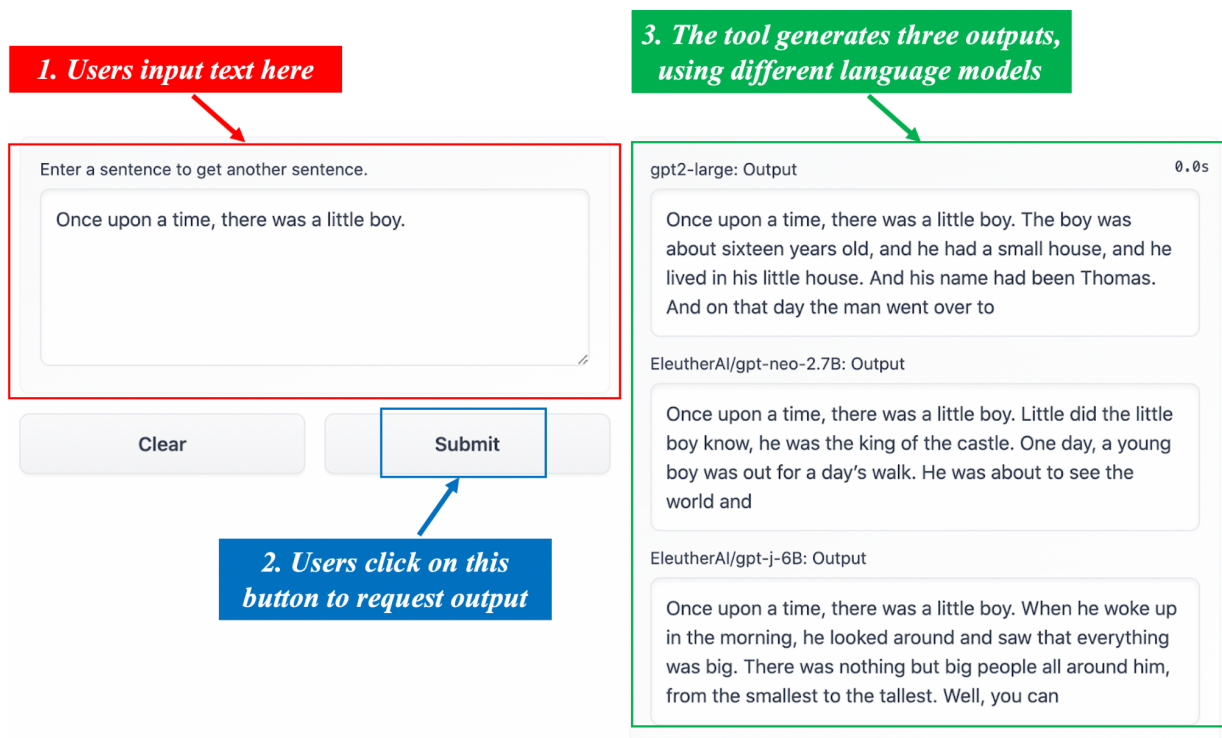 1. Users input text here
Enter a sentence to get another sentence.
Once upon a time, there was a little boy.
Clear
Submit
2. Users click on this
button to request output
3. The tool generates three outputs,
using different language models
gpt2-large: Output
0.0s
Once upon a time, there was a little boy. The boy was
about sixteen years old, and he had a small house, and he
lived in his little house. And his name had been Thomas.
And on that day the man went over to
EleutherAI/gpt-neo-2.7B: Output
Once upon a time, there was a little boy. Little did the little
boy know, he was the king of the castle. One day, a young
boy was out for a day’s walk. He was about to see the
world and
EleutherAI/gpt-j-6B: Output
Once upon a time, there was a little boy. When he woke up
in the morning, he looked around and saw that everything
was big. There was nothing but big people all around him,
from the smallest to the tallest. Well, you can